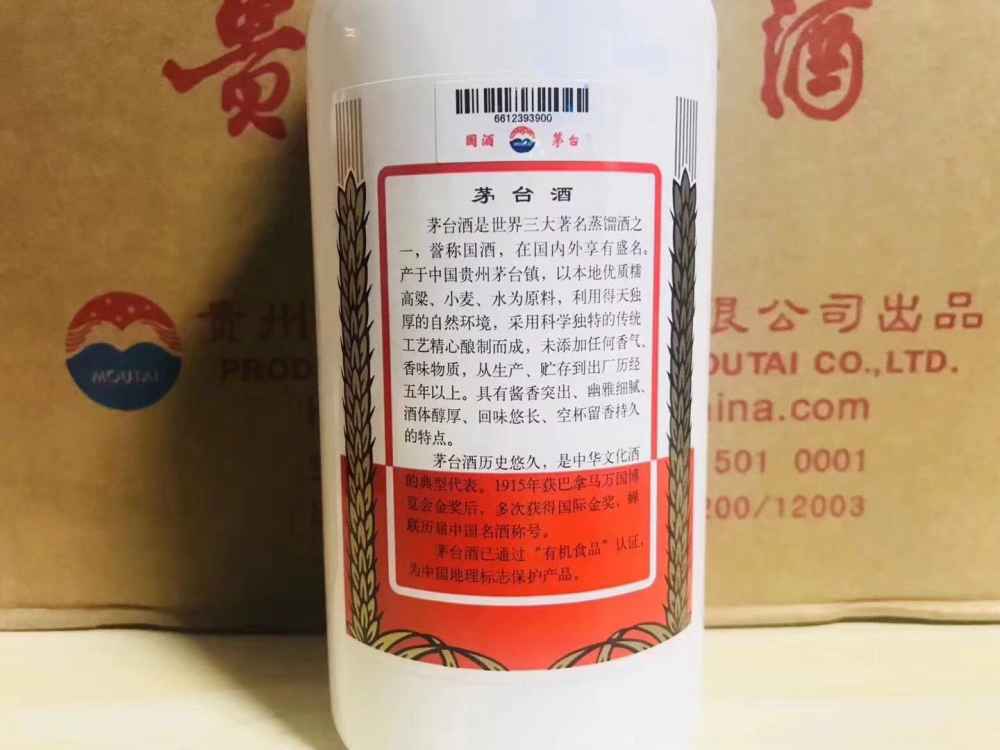 贵
酒
6612393900
国酒
MOUTAI
茅台
茅台酒
茅台酒是世界三大著名蒸馏酒之
一，誉称国酒，在国内外享有盛名。
产于中国贵州茅台镇，以本地优质糯
高粱、小麦、水为原料，利用得天独
厚的自然环境，采用科学独特的传统
工艺精心酿制而成，未添加任何香气、
香味物质，从生产、贮存到出厂历经
五年以上。具有酱香突出、幽雅细腻、
酒体醇厚、回味悠长、空杯留香持久
的特点。
茅台酒历史悠久，是中华文化酒
的典型代表。1915年获巴拿马万国博
览会金奖后，多次获得国际金奖，蝉
联历届中国名酒称号。
茅台酒已通过“有机食品”认证，
为中国地理标志保护产品。
MOUTAI
贵州
限公司出品
PROD
OUTAI CO.,LTD.
hina.com
501 0001
200/12003